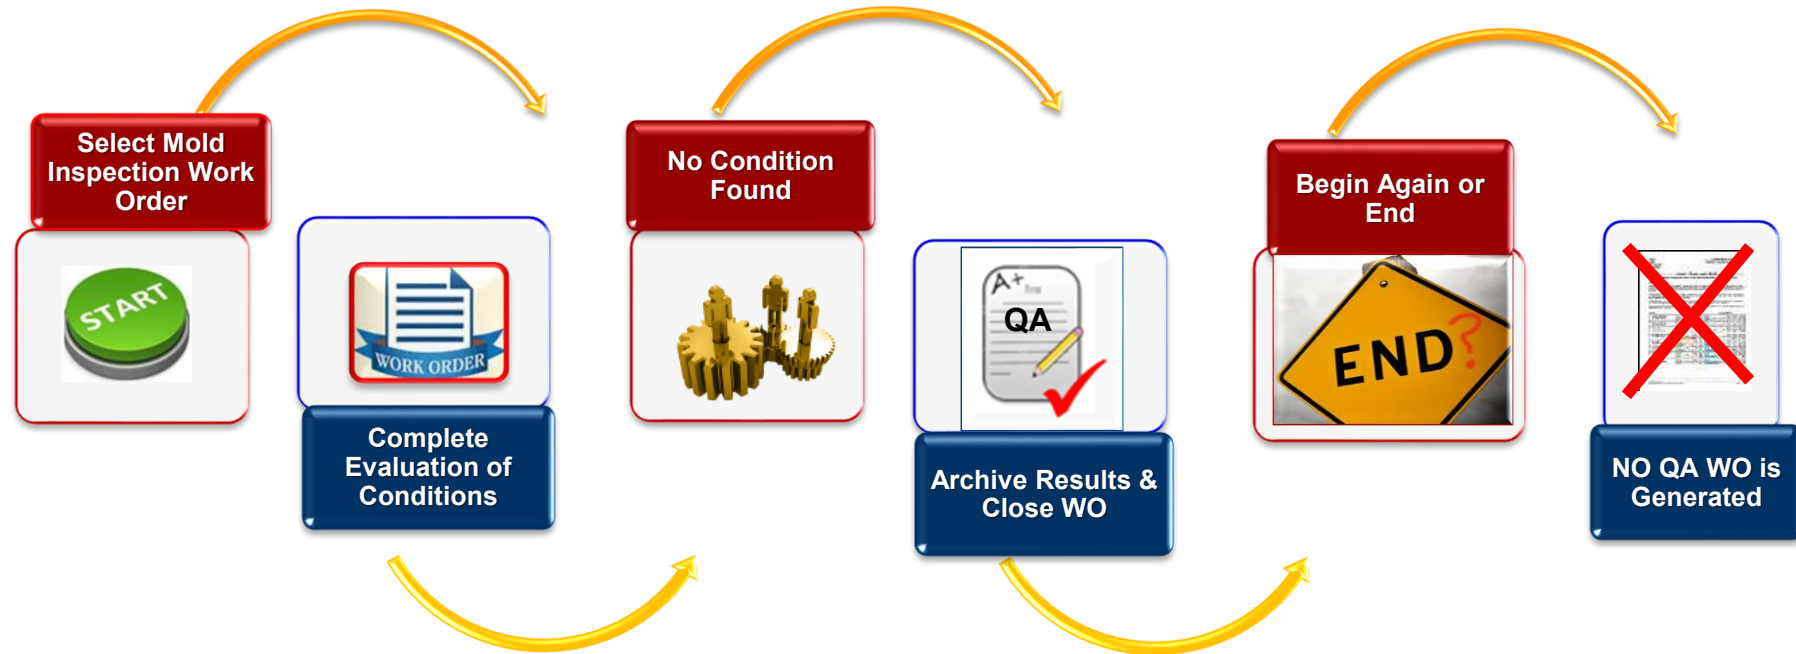 Select Mold
Inspection Work
Order
START
WORK ORDER
Complete
Evaluation of
Conditions
No Condition
Found
A+
QA
Archive Results &
Close WO
Begin Again or
End
END?
NO QA WO is
Generated